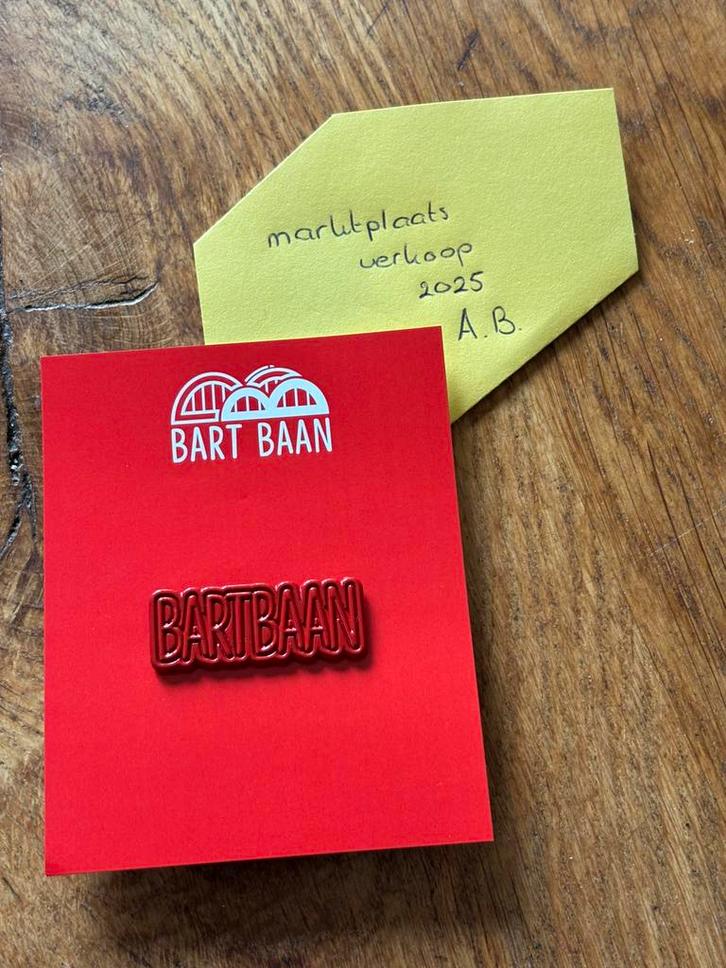 marktplaats
verkoop
2025
A.B.
BART BAAN
BARTBAAN